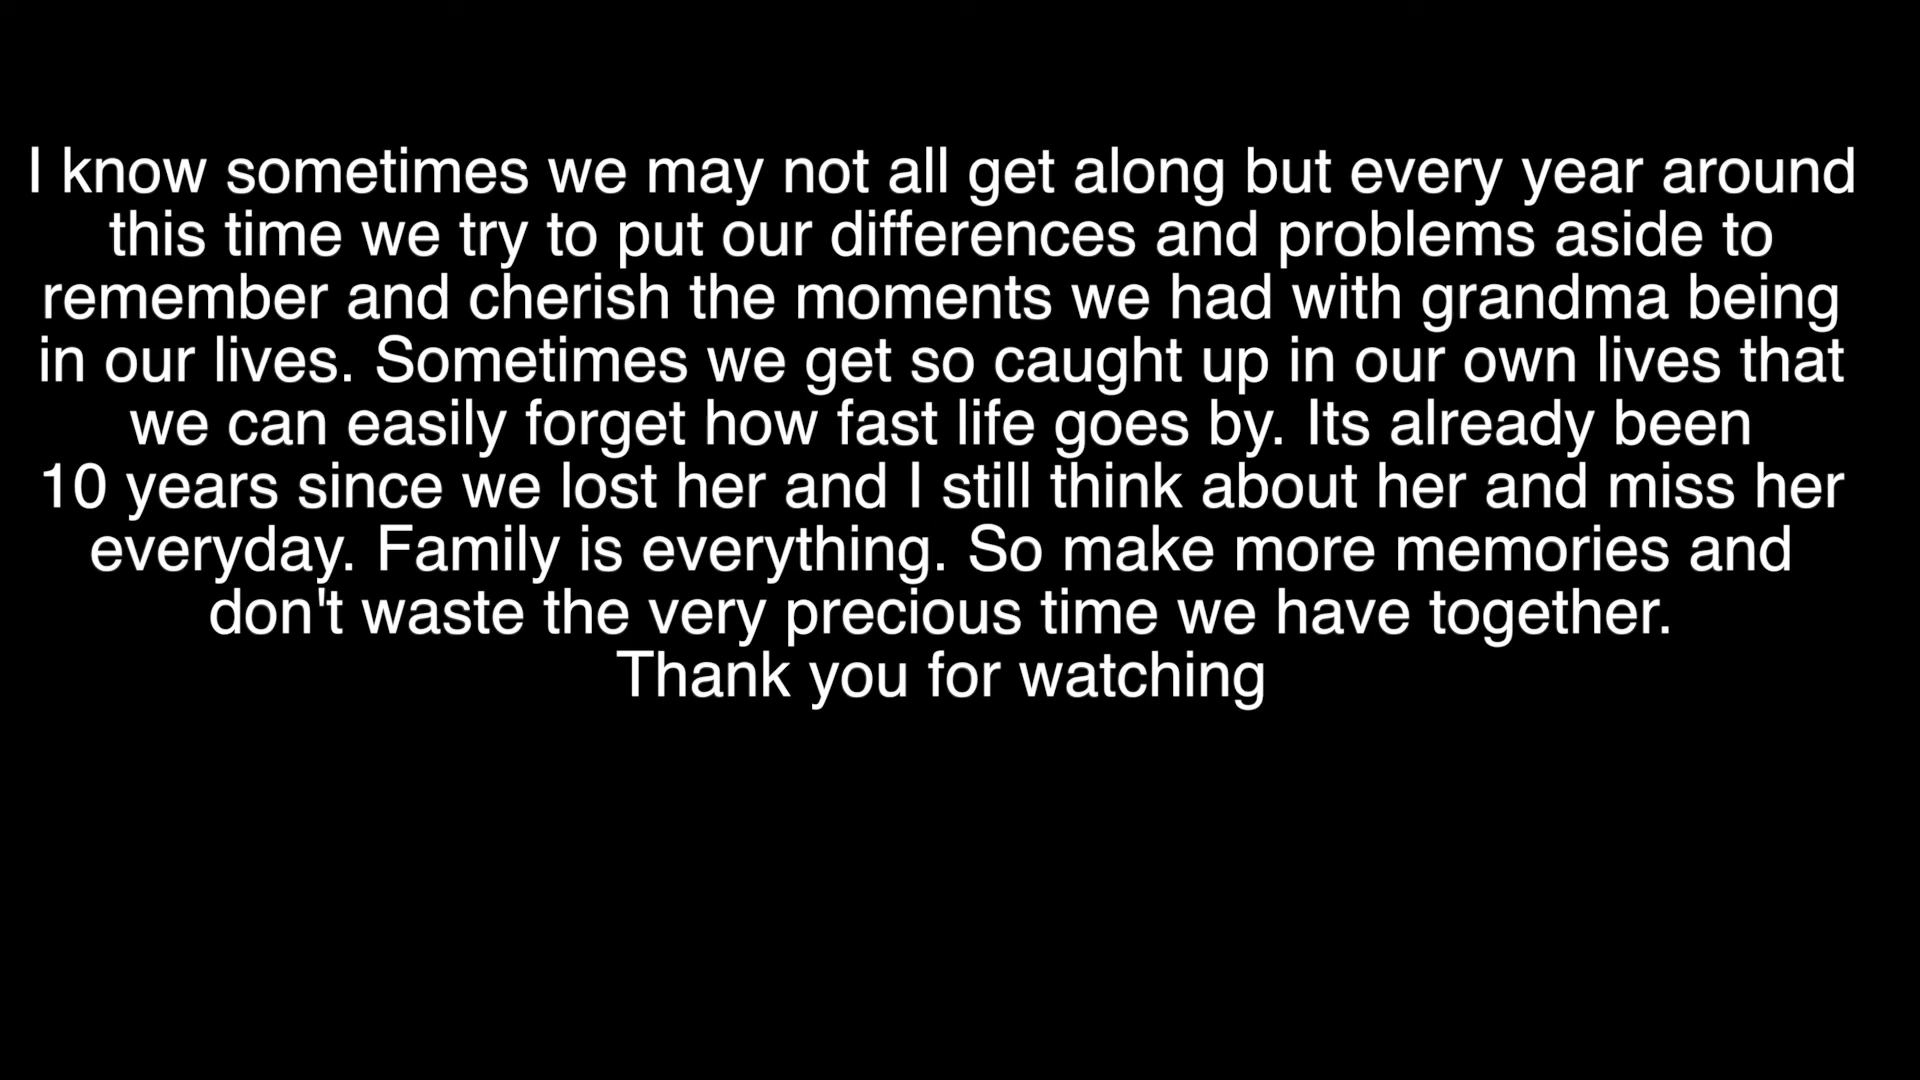 I know sometimes we may not all get along but every year around
this time we try to put our differences and problems aside to
remember and cherish the moments we had with grandma being
in our lives. Sometimes we get so caught up in our own lives that
we can easily forget how fast life goes by. Its already been
10 years since we lost her and I still think about her and miss her
everyday. Family is everything. So make more memories and
don't waste the very precious time we have together.
Thank you for watching